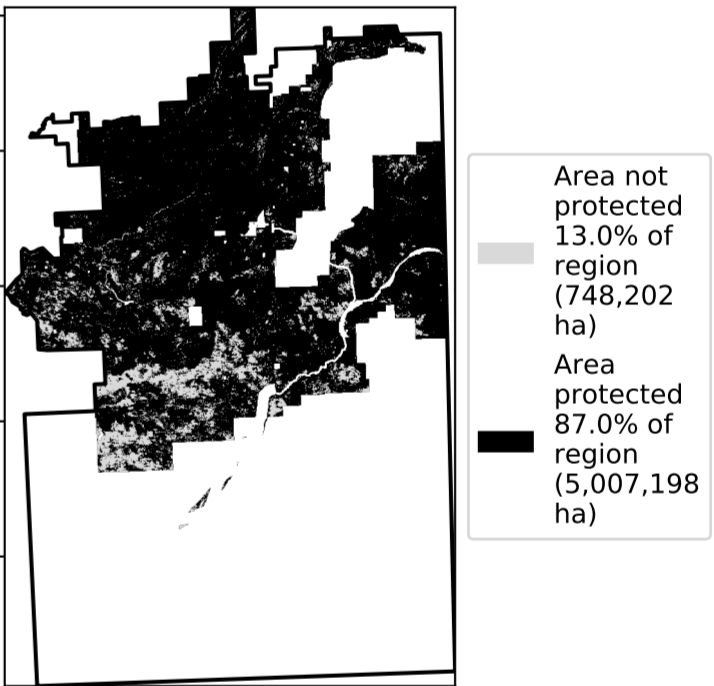 Area not
protected
13.0% of
region
(748,202
ha)
Area
protected
87.0% of
region
(5,007,198
ha)